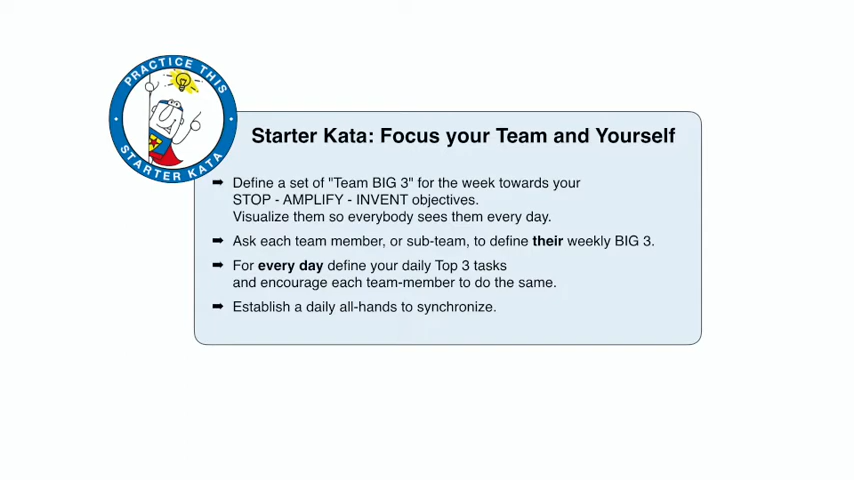 PRACTICE THIS
STARTER KATA
Starter Kata: Focus your Team and Yourself
➡ Define a set of "Team BIG 3" for the week towards your
STOP - AMPLIFY - INVENT objectives.
Visualize them so everybody sees them every day.
➡ Ask each team member, or sub-team, to define their weekly BIG 3.
➡ For every day define your daily Top 3 tasks
and encourage each team-member to do the same.
➡ Establish a daily all-hands to synchronize.